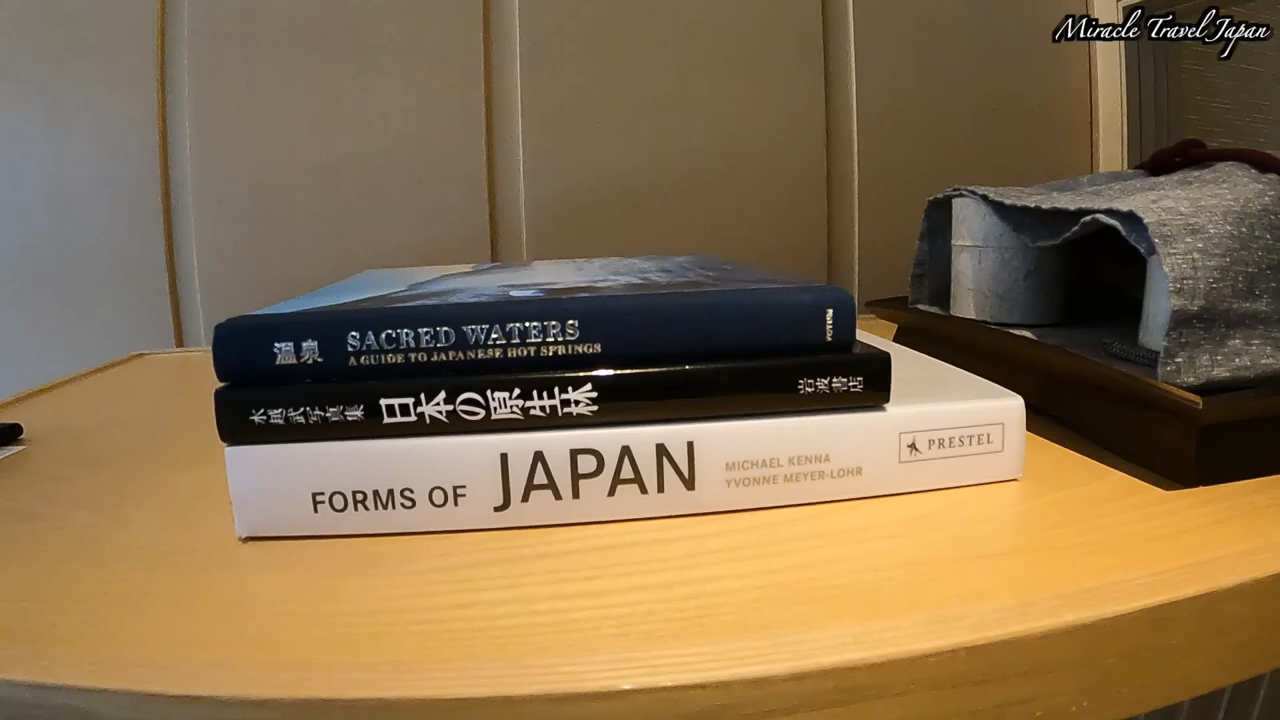 Miracle Travel Japan
温泉 SACRED WATERS
A GUIDE TO JAPANESE HOT SPRINGS
水越武写真集 日本の原生林 岩波書店
FORMS OF JAPAN
MICHAEL KENNA
YVONNE MEYER-LOHR
PRESTEL